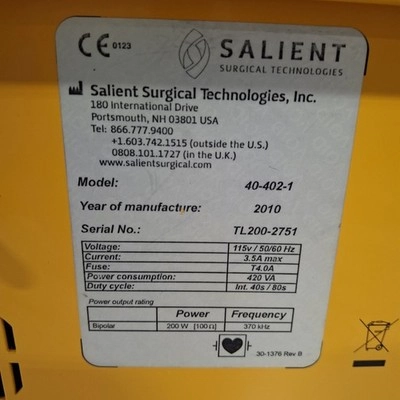 CE 0123
SALIENT
SURGICAL TECHNOLOGIES
Salient Surgical Technologies, Inc.
180 International Drive
Portsmouth, NH 03801 USA
Tel: 866.777.9400
+1.603.742.1515 (outside the U.S.)
0808.101.1727 (in the U.K.)
www.salientsurgical.com
Model: 40-402-1
Year of manufacture: 2010
Serial No.: TL200-2751
Voltage: 115v / 50/60 Hz
Current: 3.5A max
Fuse: T4.0A
Power consumption: 420 VA
Duty cycle: Int. 40s / 80s
Power output rating
Power Frequency
Bipolar 200 W [100Ω] 370 kHz
30-1376 Rev B